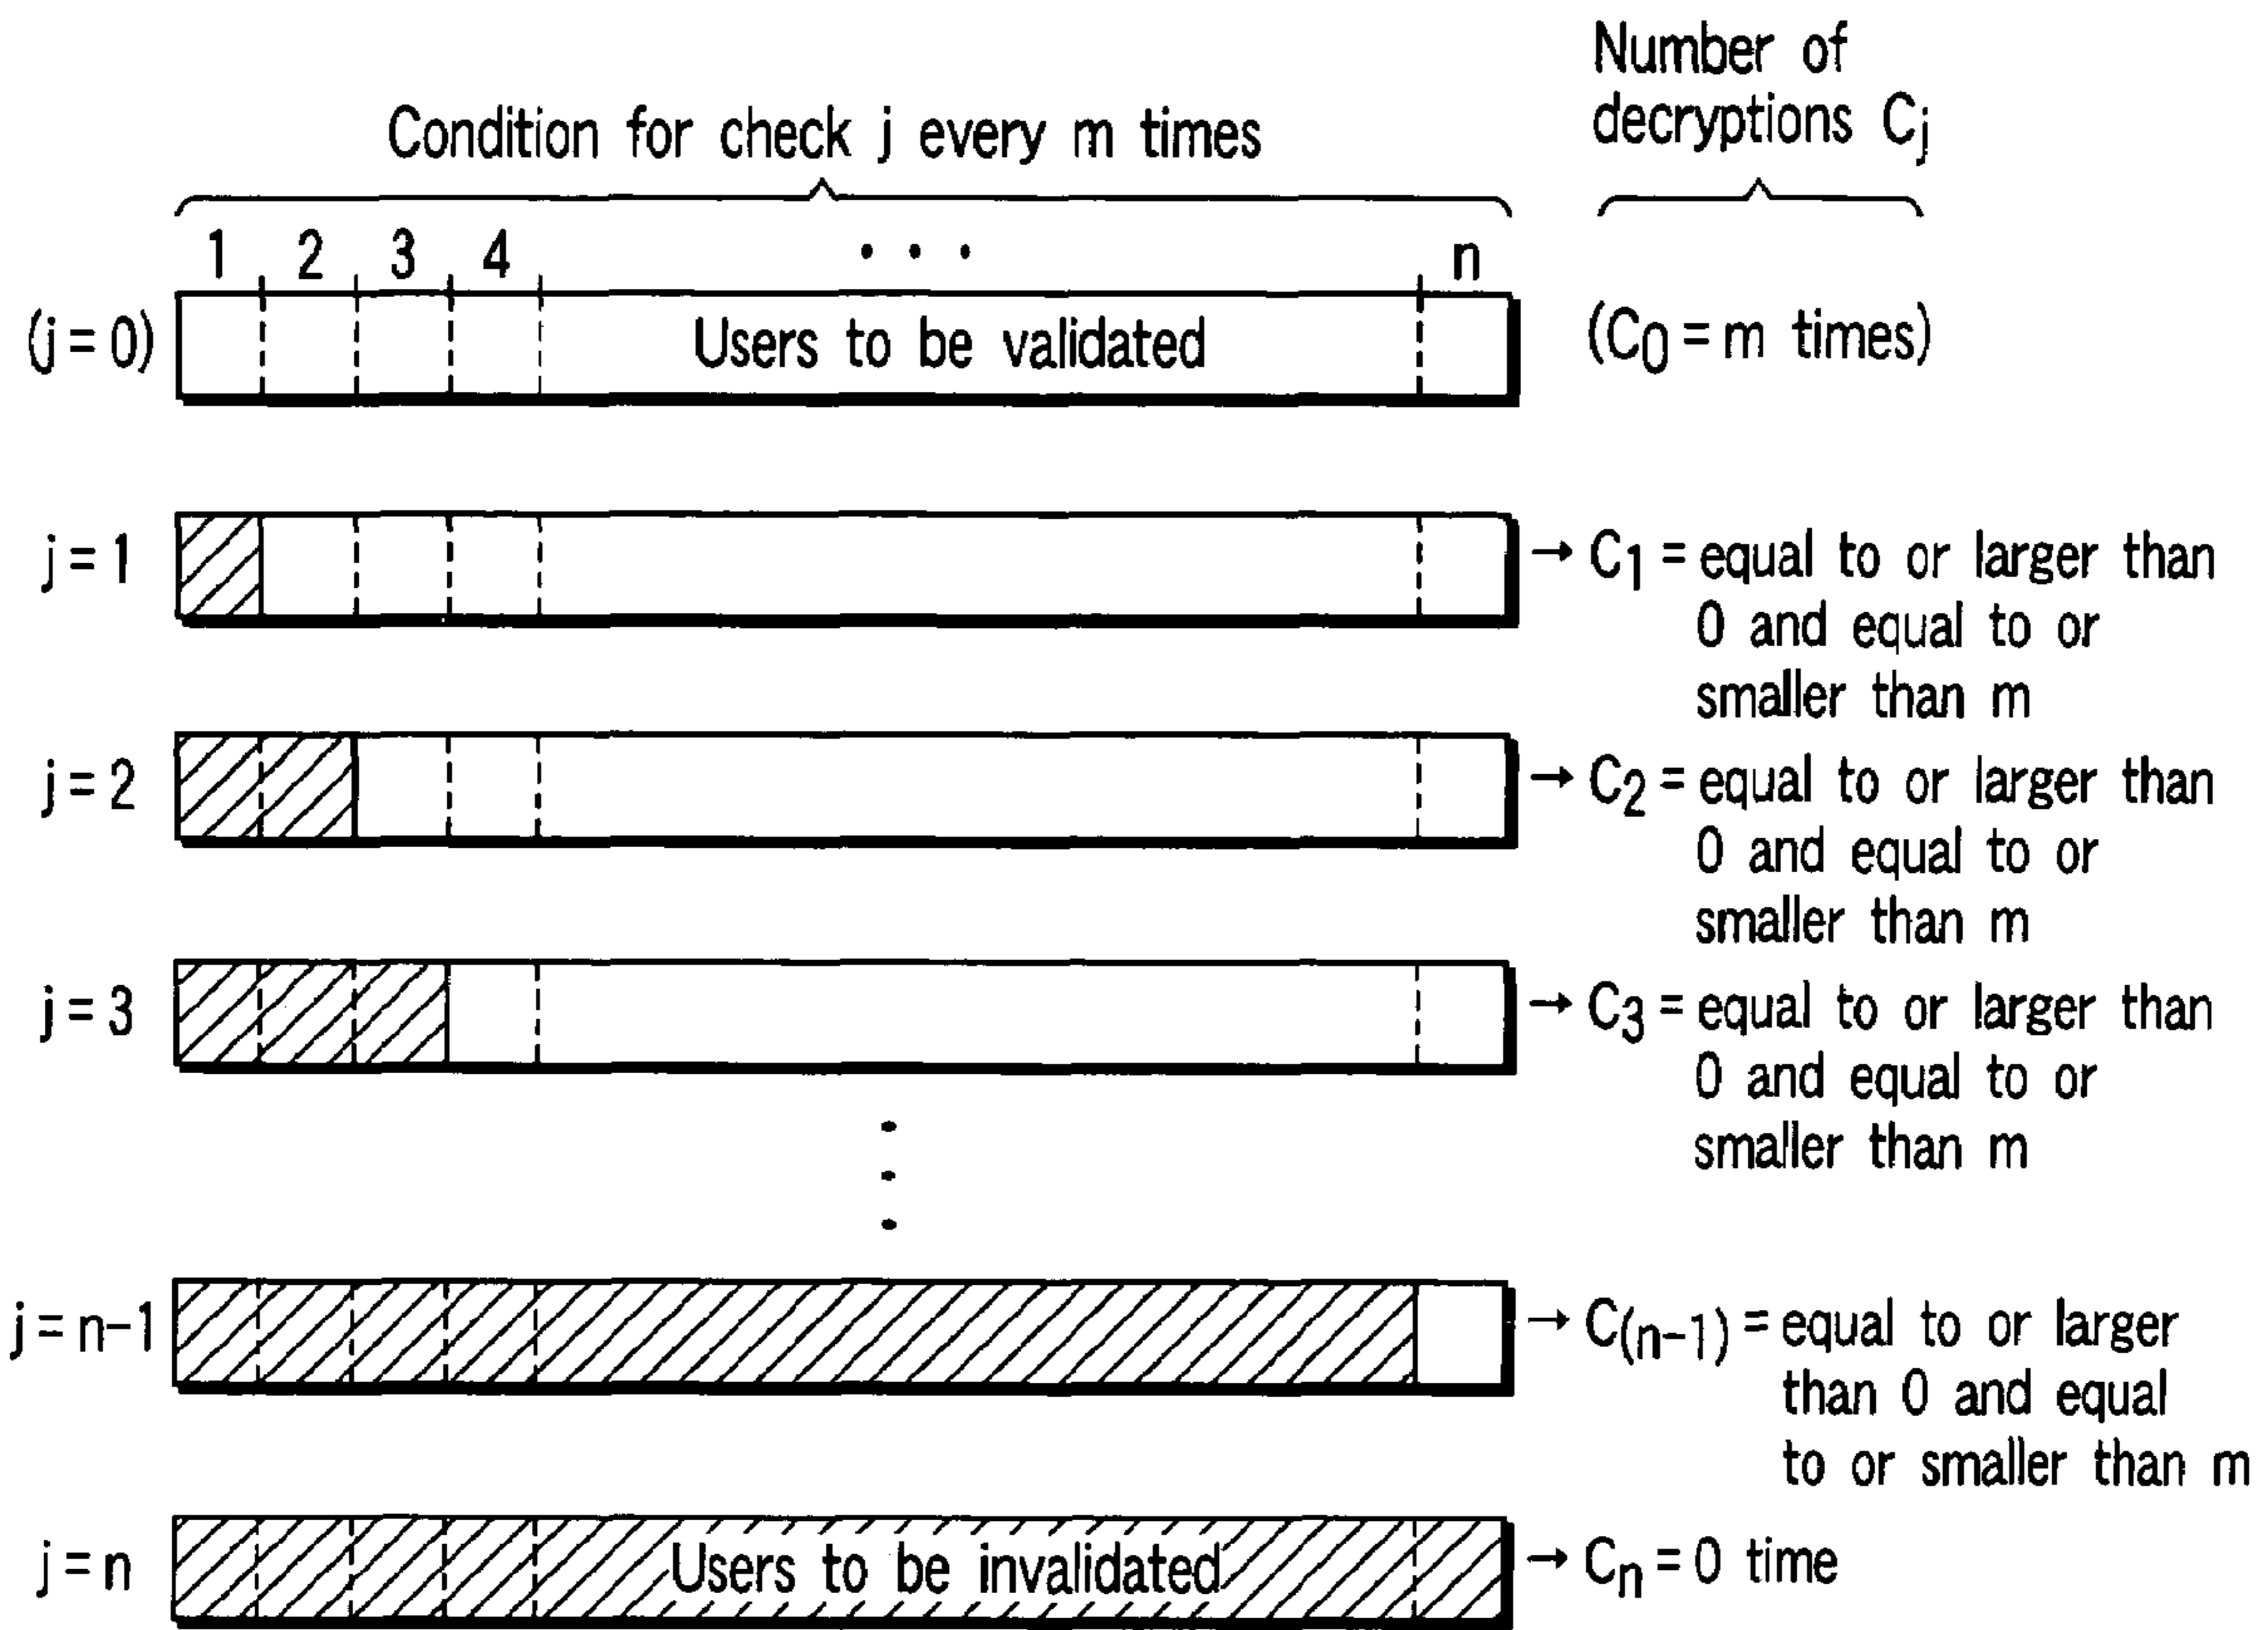 Number of
decryptions Cj
Condition for check j every m times
1 2 3 4 ... n
(j=0) Users to be validated (C0=m times)
j=1 → C1=equal to or larger than
0 and equal to or
smaller than m
j=2 → C2=equal to or larger than
0 and equal to or
smaller than m
j=3 → C3=equal to or larger than
0 and equal to or
smaller than m
j=n-1 → C(n-1)=equal to or larger
than 0 and equal
to or smaller than m
j=n Users to be invalidated → Cn=0 time